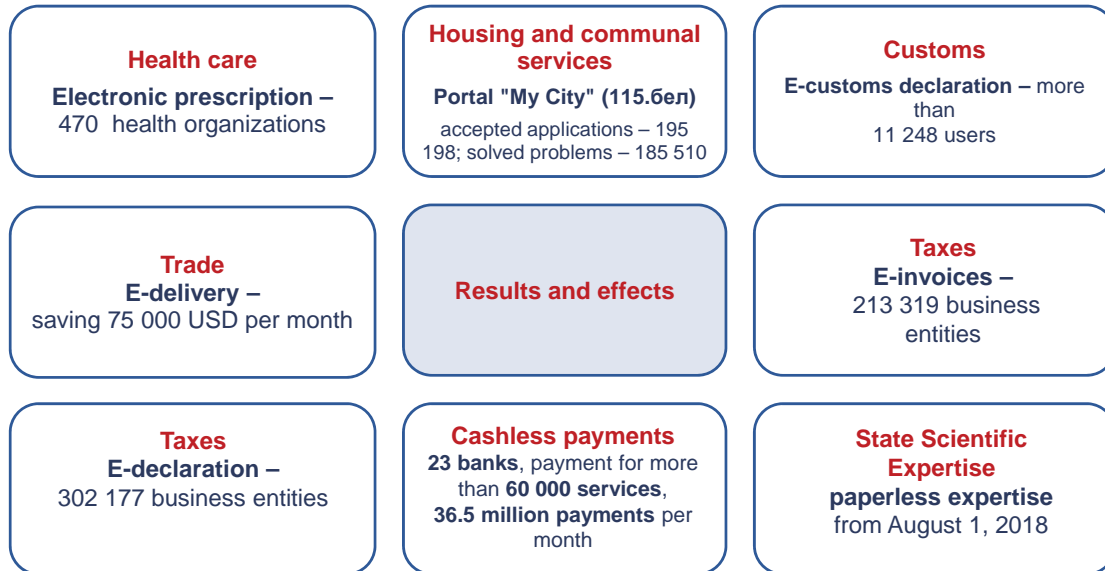 Health care
Electronic prescription –
470 health organizations
Housing and communal
services
Portal "My City" (115.бел)
accepted applications – 195
198; solved problems – 185 510
Customs
E-customs declaration – more
than
11 248 users
Trade
E-delivery –
saving 75 000 USD per month
Results and effects
Taxes
E-invoices –
213 319 business
entities
Taxes
E-declaration –
302 177 business entities
Cashless payments
23 banks, payment for more
than 60 000 services,
36.5 million payments per
month
State Scientific
Expertise
paperless expertise
from August 1, 2018